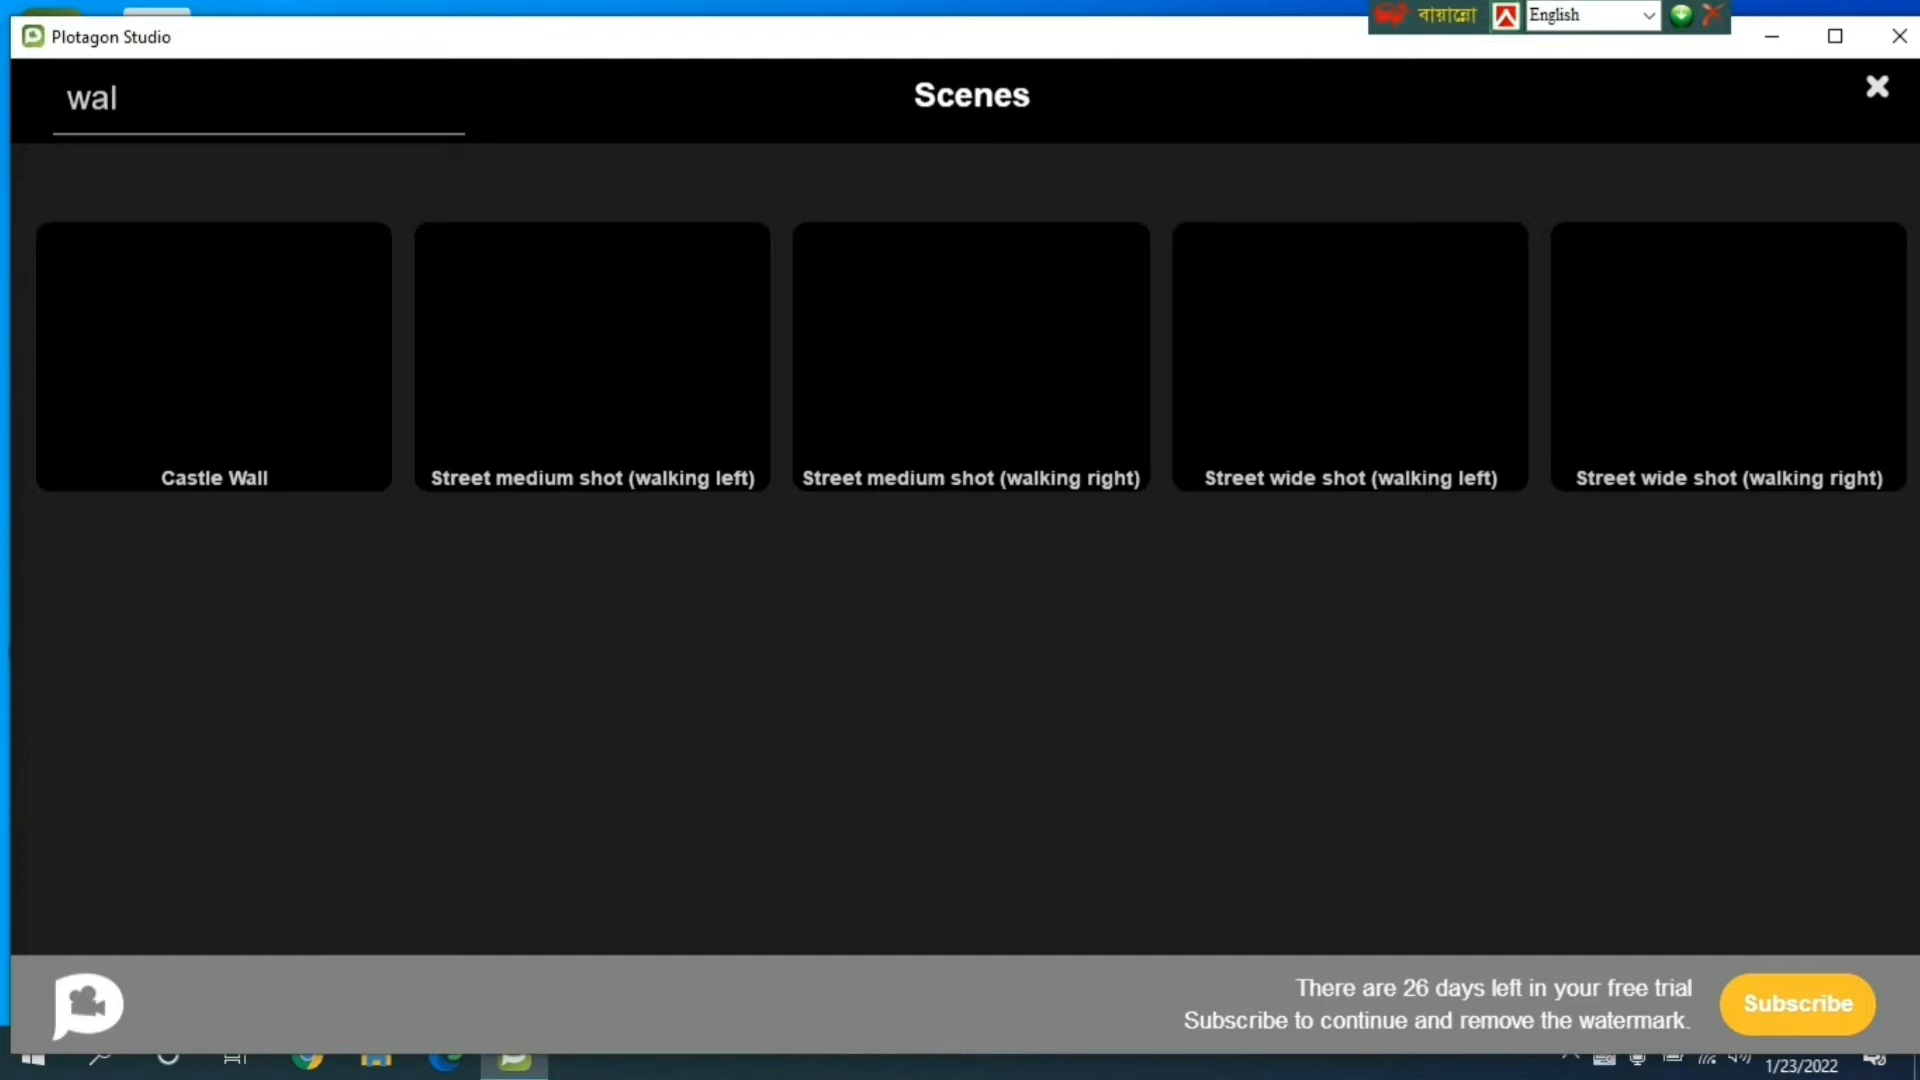 বায়ান্নো
English
Plotagon Studio
wal
Scenes
Castle Wall
Street medium shot (walking left)
Street medium shot (walking right)
Street wide shot (walking left)
Street wide shot (walking right)
There are 26 days left in your free trial
Subscribe to continue and remove the watermark.
Subscribe
1/23/2022